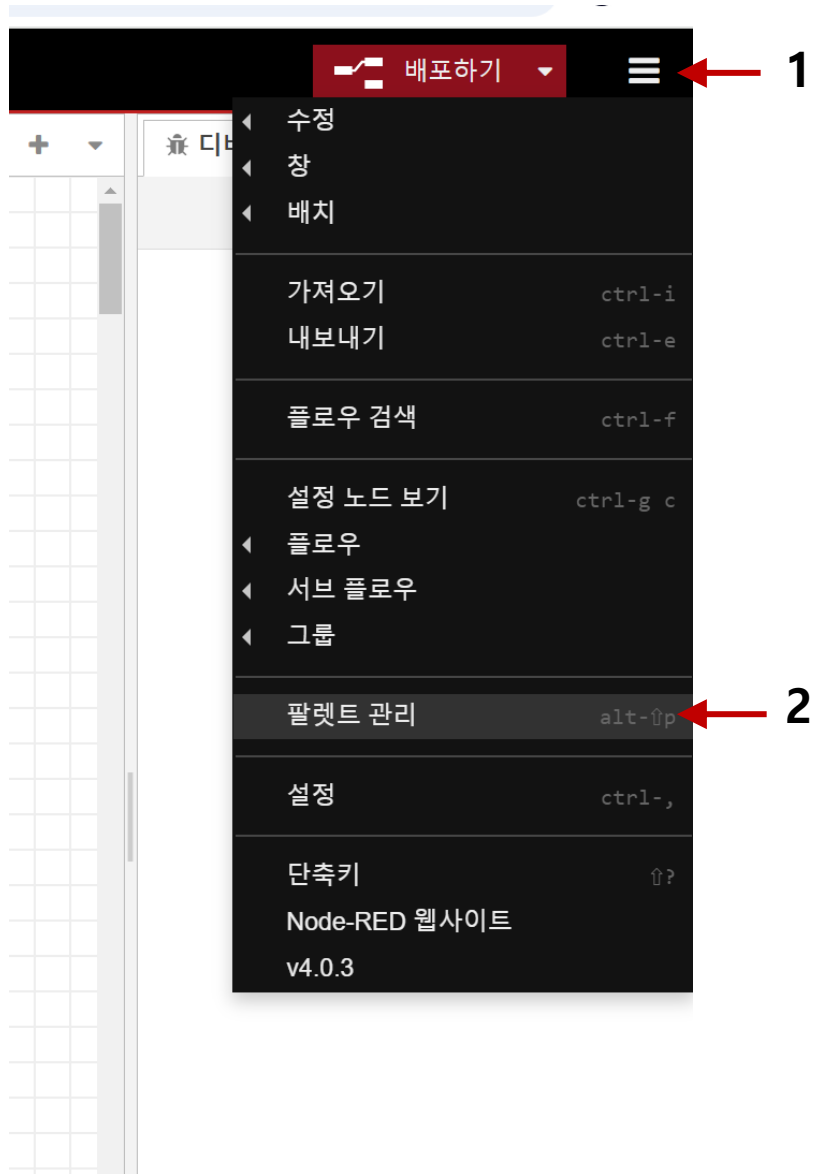 배포하기
1
디버
수정
창
배치
가져오기 ctrl-i
내보내기 ctrl-e
플로우 검색 ctrl-f
설정 노드 보기 ctrl-g c
플로우
서브 플로우
그룹
팔렛트 관리 alt-⇧p
2
설정 ctrl-,
단축키 ⇧?
Node-RED 웹사이트
v4.0.3